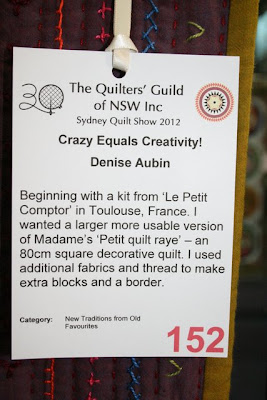 30
The Quilters' Guild
of NSW Inc
Sydney Quilt Show 2012
Crazy Equals Creativity!
Denise Aubin
Beginning with a kit from 'Le Petit
Comptor' in Toulouse, France. I
wanted a larger more usable version
of Madame's 'Petit quilt raye' – an
80cm square decorative quilt. I used
additional fabrics and thread to make
extra blocks and a border.
Category: New Traditions from Old
Favourites
152